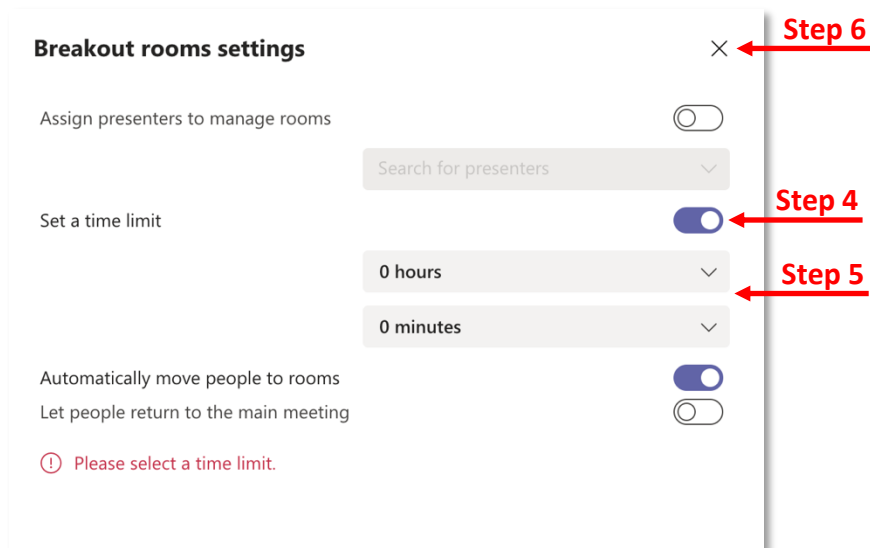 Step 6
Breakout rooms settings
Assign presenters to manage rooms
Search for presenters
Step 4
Set a time limit
0 hours
Step 5
0 minutes
Automatically move people to rooms
Let people return to the main meeting
Please select a time limit.